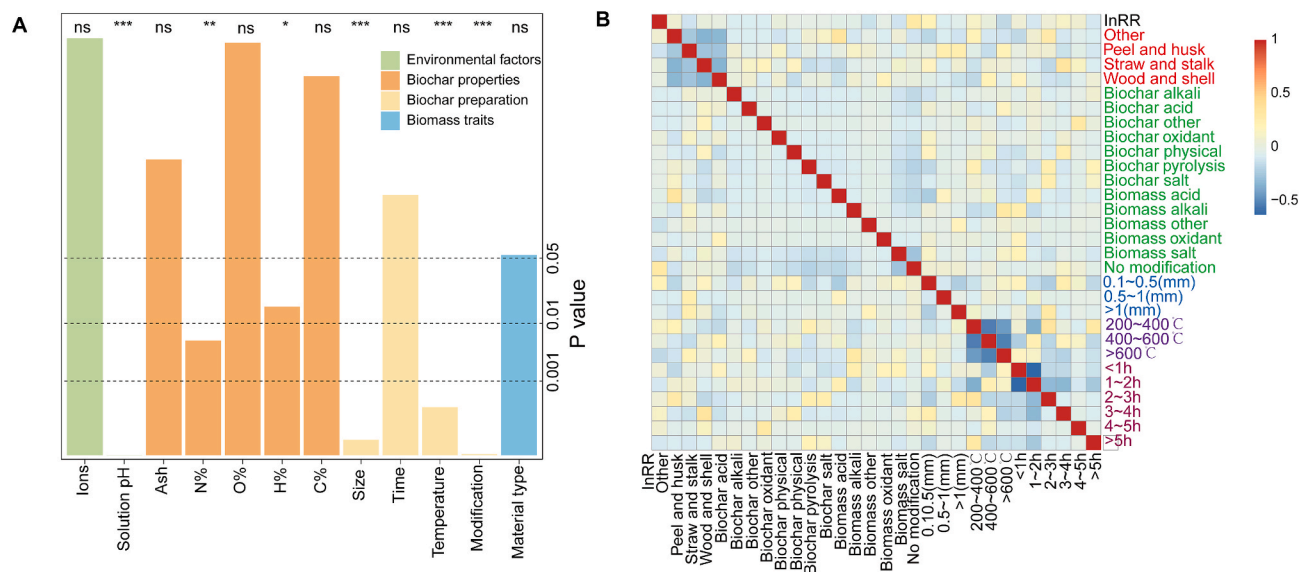 A
ns *** ns ** ns * ns *** ns *** *** ns
Environmental factors
Biochar properties
Biochar preparation
Biomass traits
0.05
0.01
0.001
P value
Ions
Solution pH
Ash
N%
O%
H%
C%
Size
Time
Temperature
Modification
Material type
B
lnRR
Other
Peel and husk
Straw and stalk
Wood and shell
Biochar alkali
Biochar acid
Biochar other
Biochar oxidant
Biochar physical
Biochar pyrolysis
Biochar salt
Biomass acid
Biomass alkali
Biomass other
Biomass oxidant
Biomass salt
No modification
0.1~0.5(mm)
0.5~1(mm)
>1(mm)
200~400℃
400~600℃
>600℃
<1h
1~2h
2~3h
3~4h
4~5h
>5h
1
0.5
0
−0.5
lnRR
Other
Peel and husk
Straw and stalk
Wood and shell
Biochar acid
Biochar alkali
Biochar other
Biochar oxidant
Biochar physical
Biochar pyrolysis
Biochar salt
Biomass acid
Biomass alkali
Biomass other
Biomass oxidant
Biomass salt
No modification
0.10.5(mm)
0.5~1(mm)
>1(mm)
200~400℃
400~600℃
>600℃
<1h
1~2h
2~3h
3~4h
4~5h
>5h